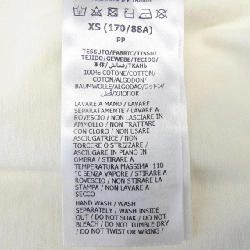 XS (170/88A)
PP
TESSUTO/FABRIC/TISSU
TEJIDO/GEWEBE/TECIDO
100% COTONE/COTTON/
COTON/ALGODON/
BAUMWOLLE/ALGODAO/
LAVARE A MANO / LAVARE
SEPARATAMENTE / LAVARE A
ROVESCIO / NON LASCIARE IN
AMMOLLO / NON TRATTARE
CON CLORO / NON USARE
ASCIUGATRICE / NON
TORCERE O STRIZZARE /
ASCIUGARE IN PIANO IN
OMBRA / STIRARE A
TEMPERATURA MASSIMA 110
°C SENZA VAPORE / STIRARE A
ROVESCIO / NON STIRARE LA
STAMPA / NON LAVARE A
SECCO
HAND WASH / WASH
SEPARATELY / WASH INSIDE
OUT / DO NOT SOAK / DO NOT
BLEACH / DO NOT TUMBLE DRY
/ DO NOT TWIST OR WRING